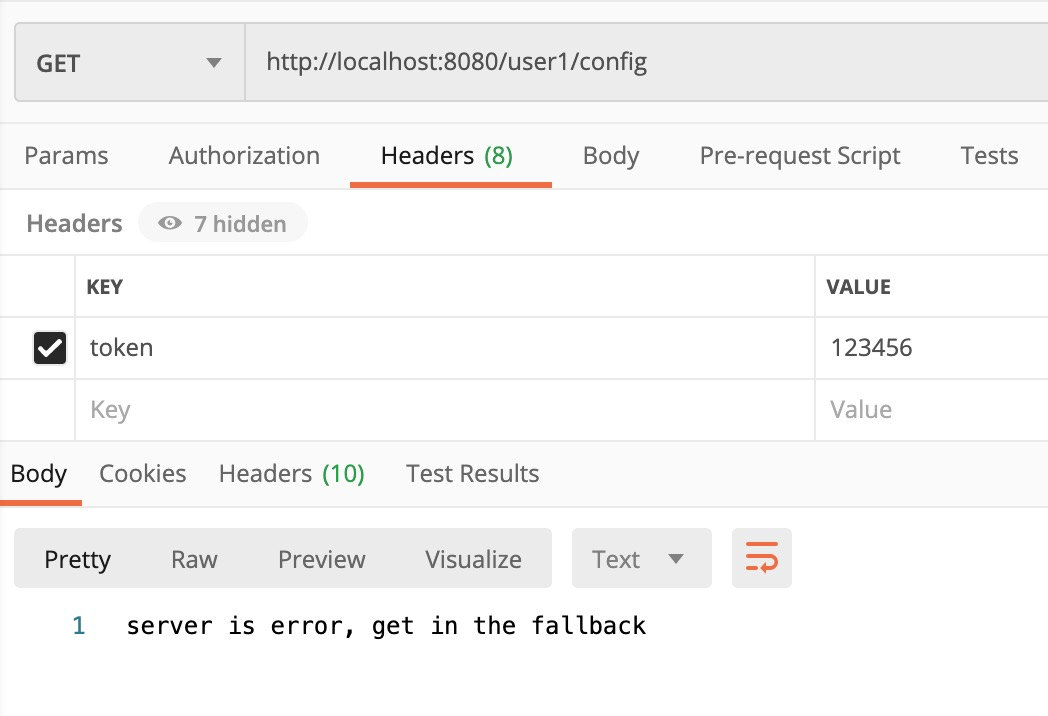 GET http://localhost:8080/user1/config
Params Authorization Headers (8) Body Pre-request Script Tests
Headers 7 hidden
KEY VALUE
token 123456
Key Value
Body Cookies Headers (10) Test Results
Pretty Raw Preview Visualize Text
1 server is error, get in the fallback